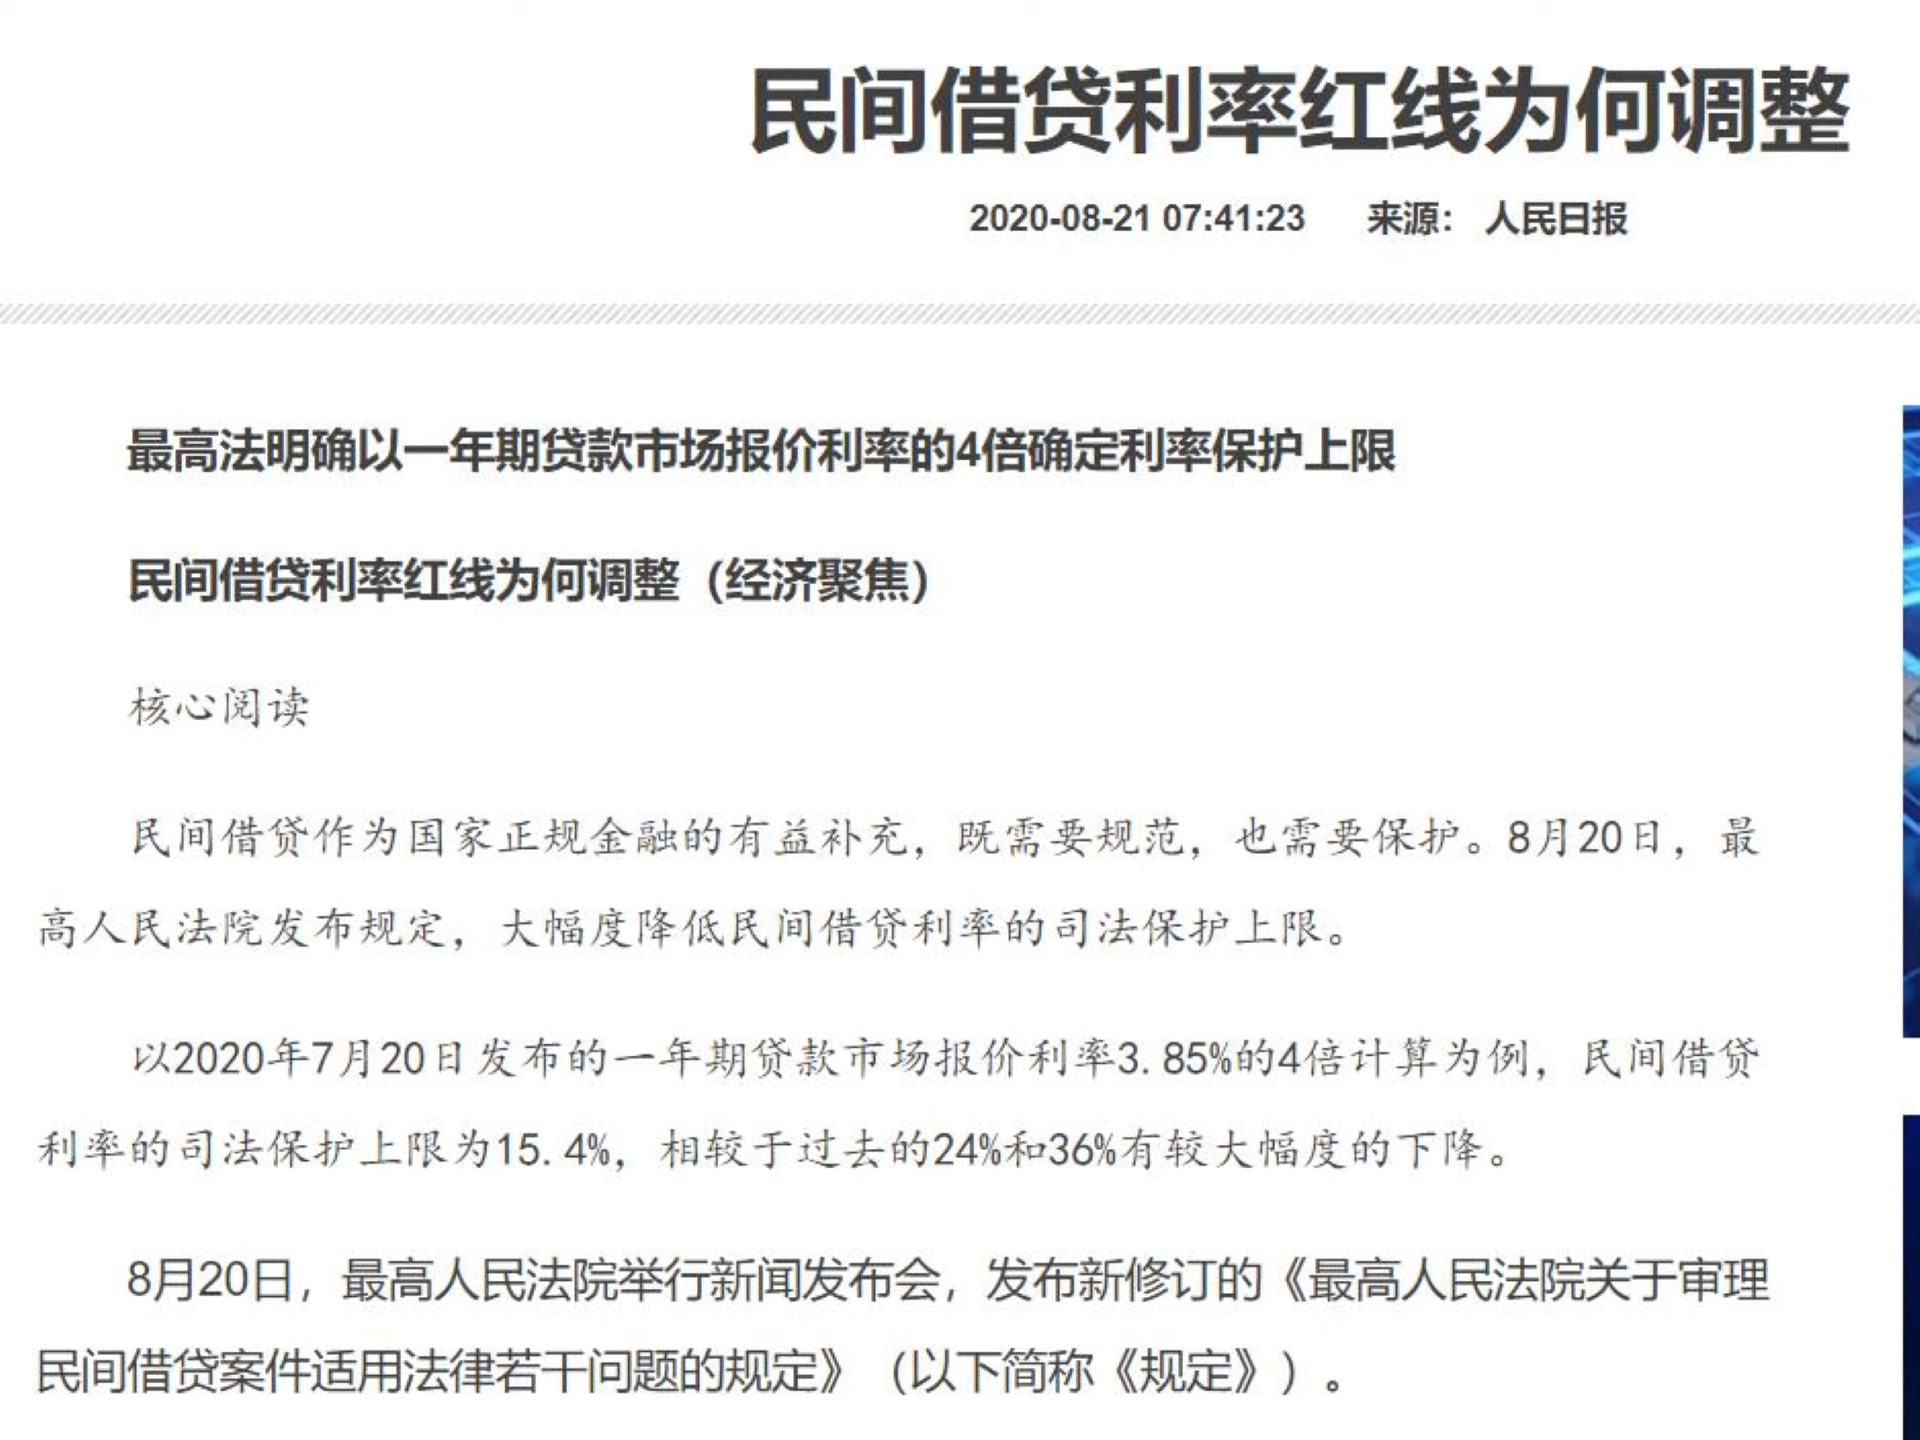 民间借贷利率红线为何调整
2020-08-21 07:41:23 来源： 人民日报
最高法明确以一年期贷款市场报价利率的4倍确定利率保护上限
民间借贷利率红线为何调整（经济聚焦）
核心阅读
民间借贷作为国家正规金融的有益补充，既需要规范，也需要保护。8月20日，最
高人民法院发布规定，大幅度降低民间借贷利率的司法保护上限。
以2020年7月20日发布的一年期贷款市场报价利率3.85%的4倍计算为例，民间借贷
利率的司法保护上限为15.4%，相较于过去的24%和36%有较大幅度的下降。
8月20日，最高人民法院举行新闻发布会，发布新修订的《最高人民法院关于审理
民间借贷案件适用法律若干问题的规定》（以下简称《规定》）。